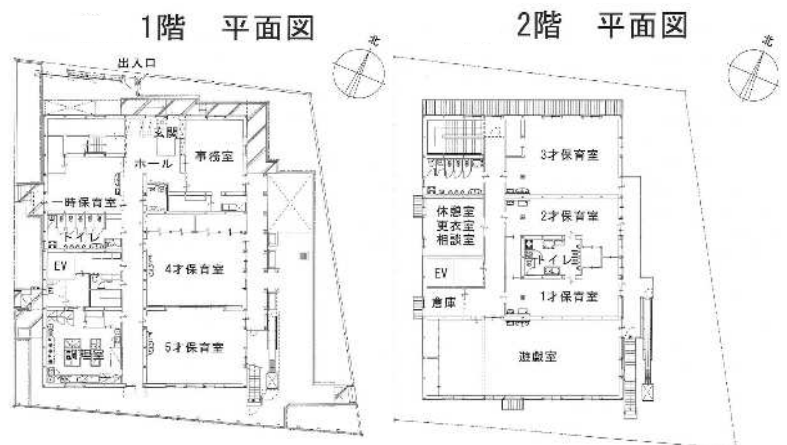 1階 平面図
北
出入口
玄関
ホール
事務室
一時保育室
トイレ
EV
4才保育室
5才保育室
調理室
2階 平面図
北
3才保育室
休憩室
更衣室
相談室
2才保育室
トイレ
EV
1才保育室
倉庫
遊戯室